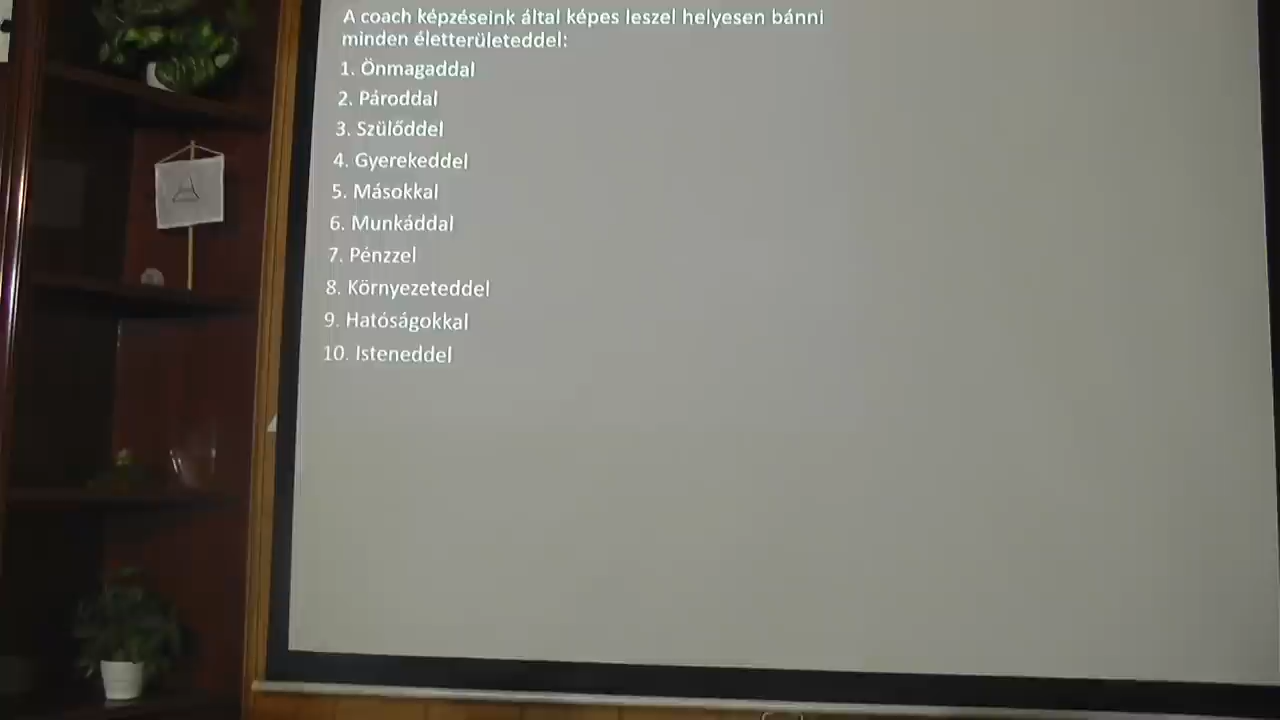 A coach képzéseink által képes leszel helyesen bánni
minden életterületeddel:
1. Önmagaddal
2. Pároddal
3. Szülőddel
4. Gyerekeddel
5. Másokkal
6. Munkáddal
7. Pénzzel
8. Környezeteddel
9. Hatóságokkal
10. Isteneddel